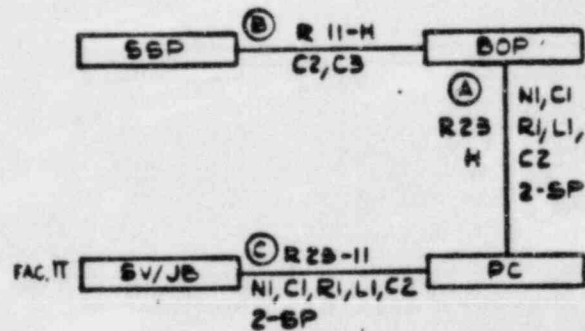 Ⓑ R 11-H
SSP
BOP
C2,C3
Ⓐ
R23
H
N1,C1
R1,L1,
C2
2-SP
Ⓒ R23-11
FAC.
SV/JB
PC
N1,C1,R1,L1,C2
2-SP